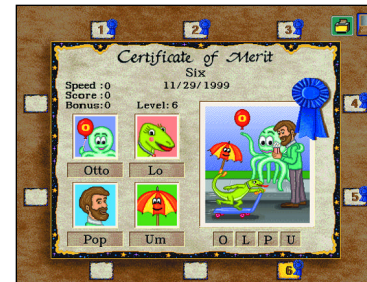 1 2 3
Certificate of Merit
Six
11/29/1999
Speed :0
Score :0
Bonus:0 Level: 6
O
O
4
Otto Lo
5
Pop Um
O L P U
6